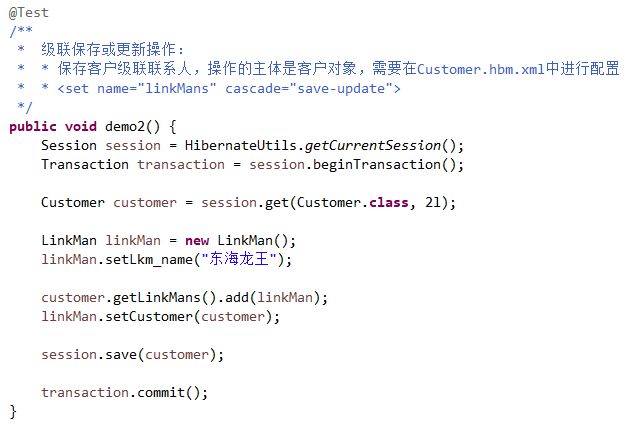 @Test
/**
 *  级联保存或更新操作：
 *  * 保存客户级联联系人，操作的主体是客户对象，需要在Customer.hbm.xml中进行配置
 *  * <set name="linkMans" cascade="save-update">
 */
public void demo2() {
    Session session = HibernateUtils.getCurrentSession();
    Transaction transaction = session.beginTransaction();
    Customer customer = session.get(Customer.class, 2l);
    LinkMan linkMan = new LinkMan();
    linkMan.setLkm_name("东海龙王");
    customer.getLinkMans().add(linkMan);
    linkMan.setCustomer(customer);
    session.save(customer);
    transaction.commit();
}